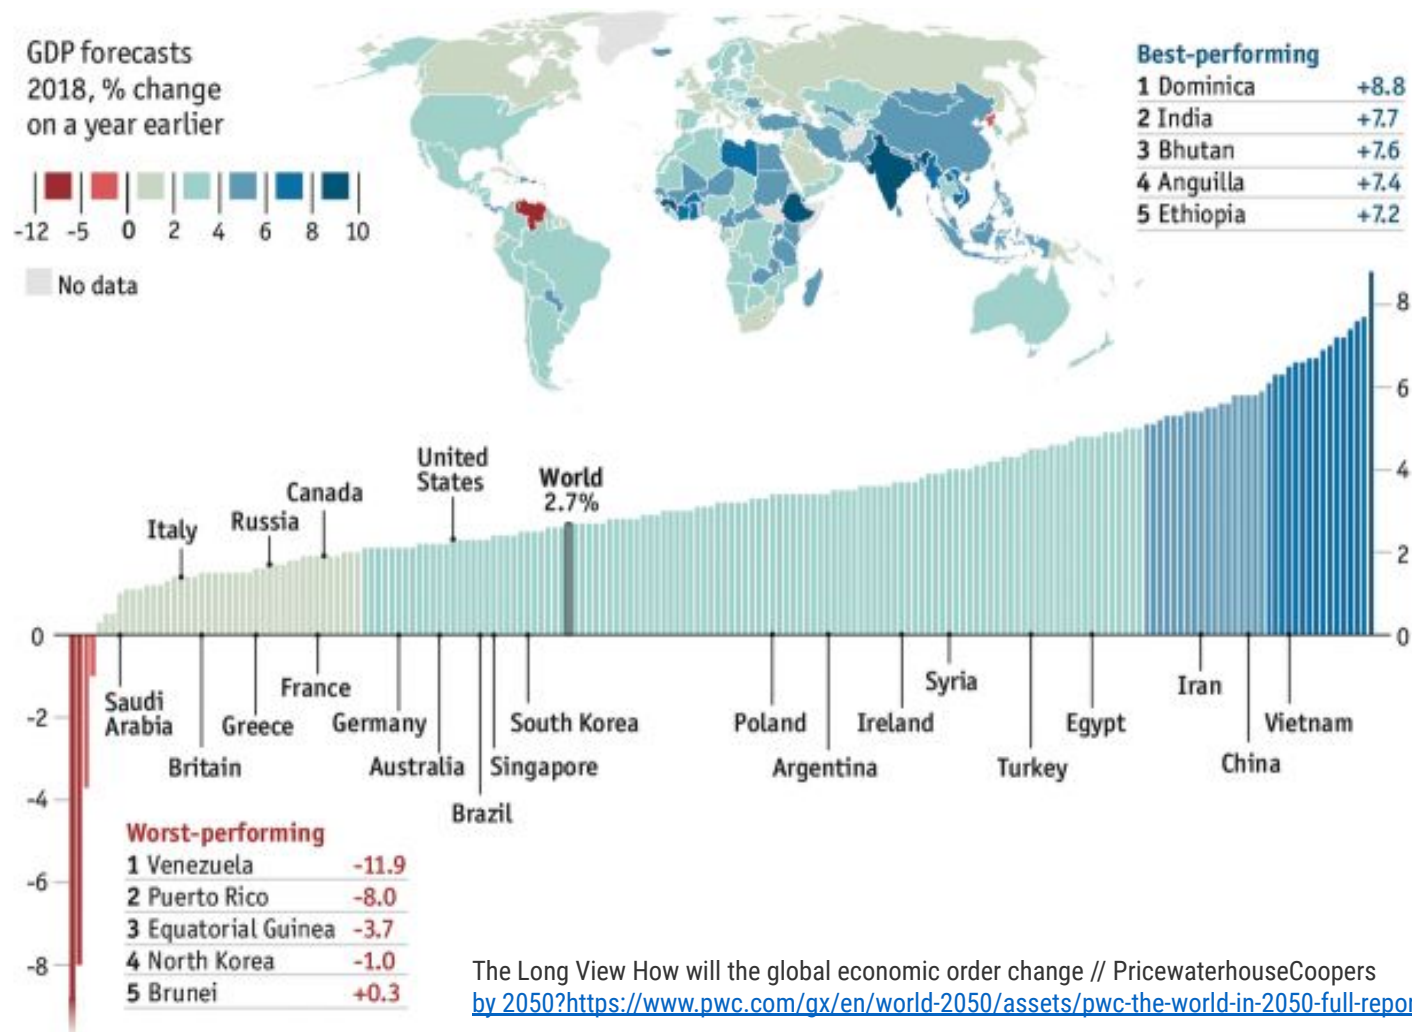 GDP forecasts
2018, % change
on a year earlier
-12 -5 0 2 4 6 8 10
No data
Best-performing
1 Dominica +8.8
2 India +7.7
3 Bhutan +7.6
4 Anguilla +7.4
5 Ethiopia +7.2
8
6
4
2
0
United
States
World
2.7%
Canada
Russia
Italy
0
-2
-4
-6
-8
Saudi
Arabia
Britain
Greece
France
Germany
Australia
Brazil
Singapore
South Korea
Poland
Argentina
Ireland
Syria
Turkey
Egypt
Iran
China
Vietnam
Worst-performing
1 Venezuela -11.9
2 Puerto Rico -8.0
3 Equatorial Guinea -3.7
4 North Korea -1.0
5 Brunei +0.3
The Long View How will the global economic order change // PricewaterhouseCoopers
by 2050?https://www.pwc.com/gx/en/world-2050/assets/pwc-the-world-in-2050-full-repor